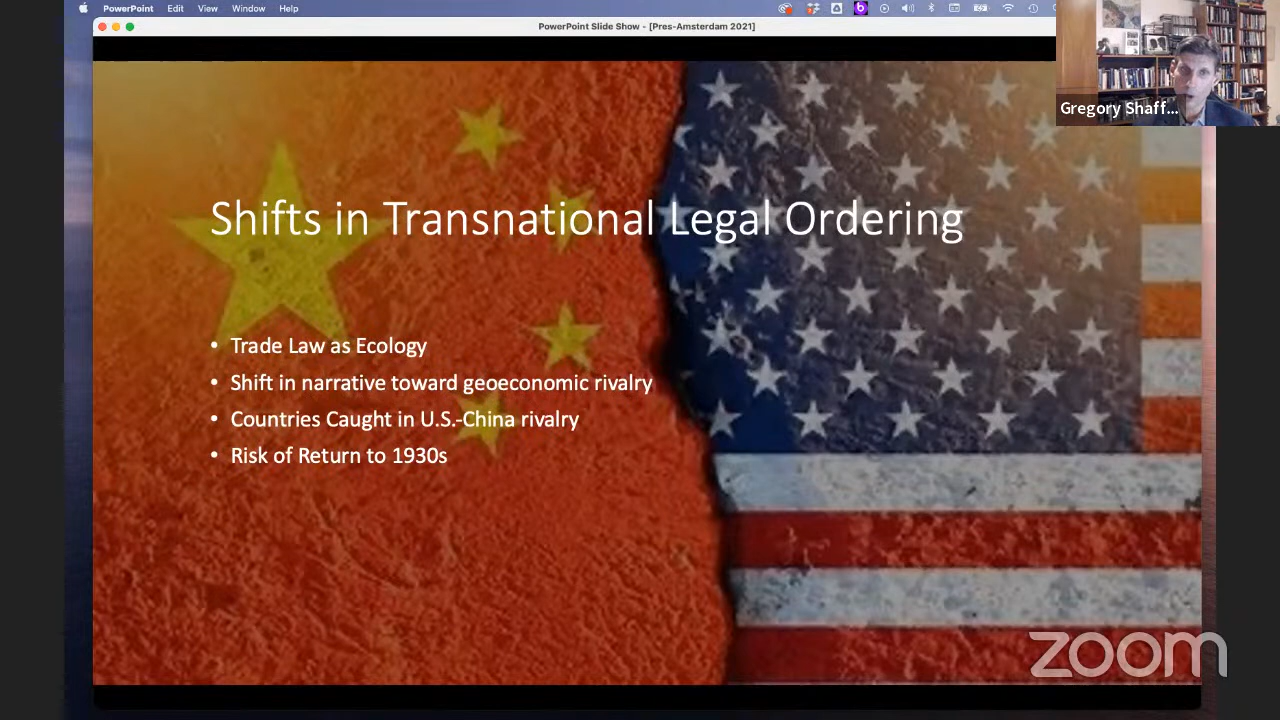 PowerPoint Edit View Window Help
PowerPoint Slide Show - [Pres-Amsterdam 2021]
Gregory Shaff...
Shifts in Transnational Legal Ordering
• Trade Law as Ecology
• Shift in narrative toward geoeconomic rivalry
• Countries Caught in U.S.-China rivalry
• Risk of Return to 1930s
zoom